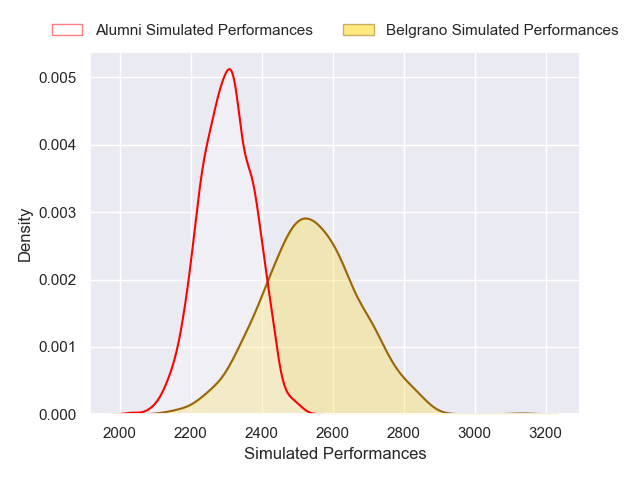 Alumni Simulated Performances Belgrano Simulated Performances
0.005
0.004
0.003
0.002
0.001
0.000
Density
2000 2200 2400 2600 2800 3000 3200
Simulated Performances